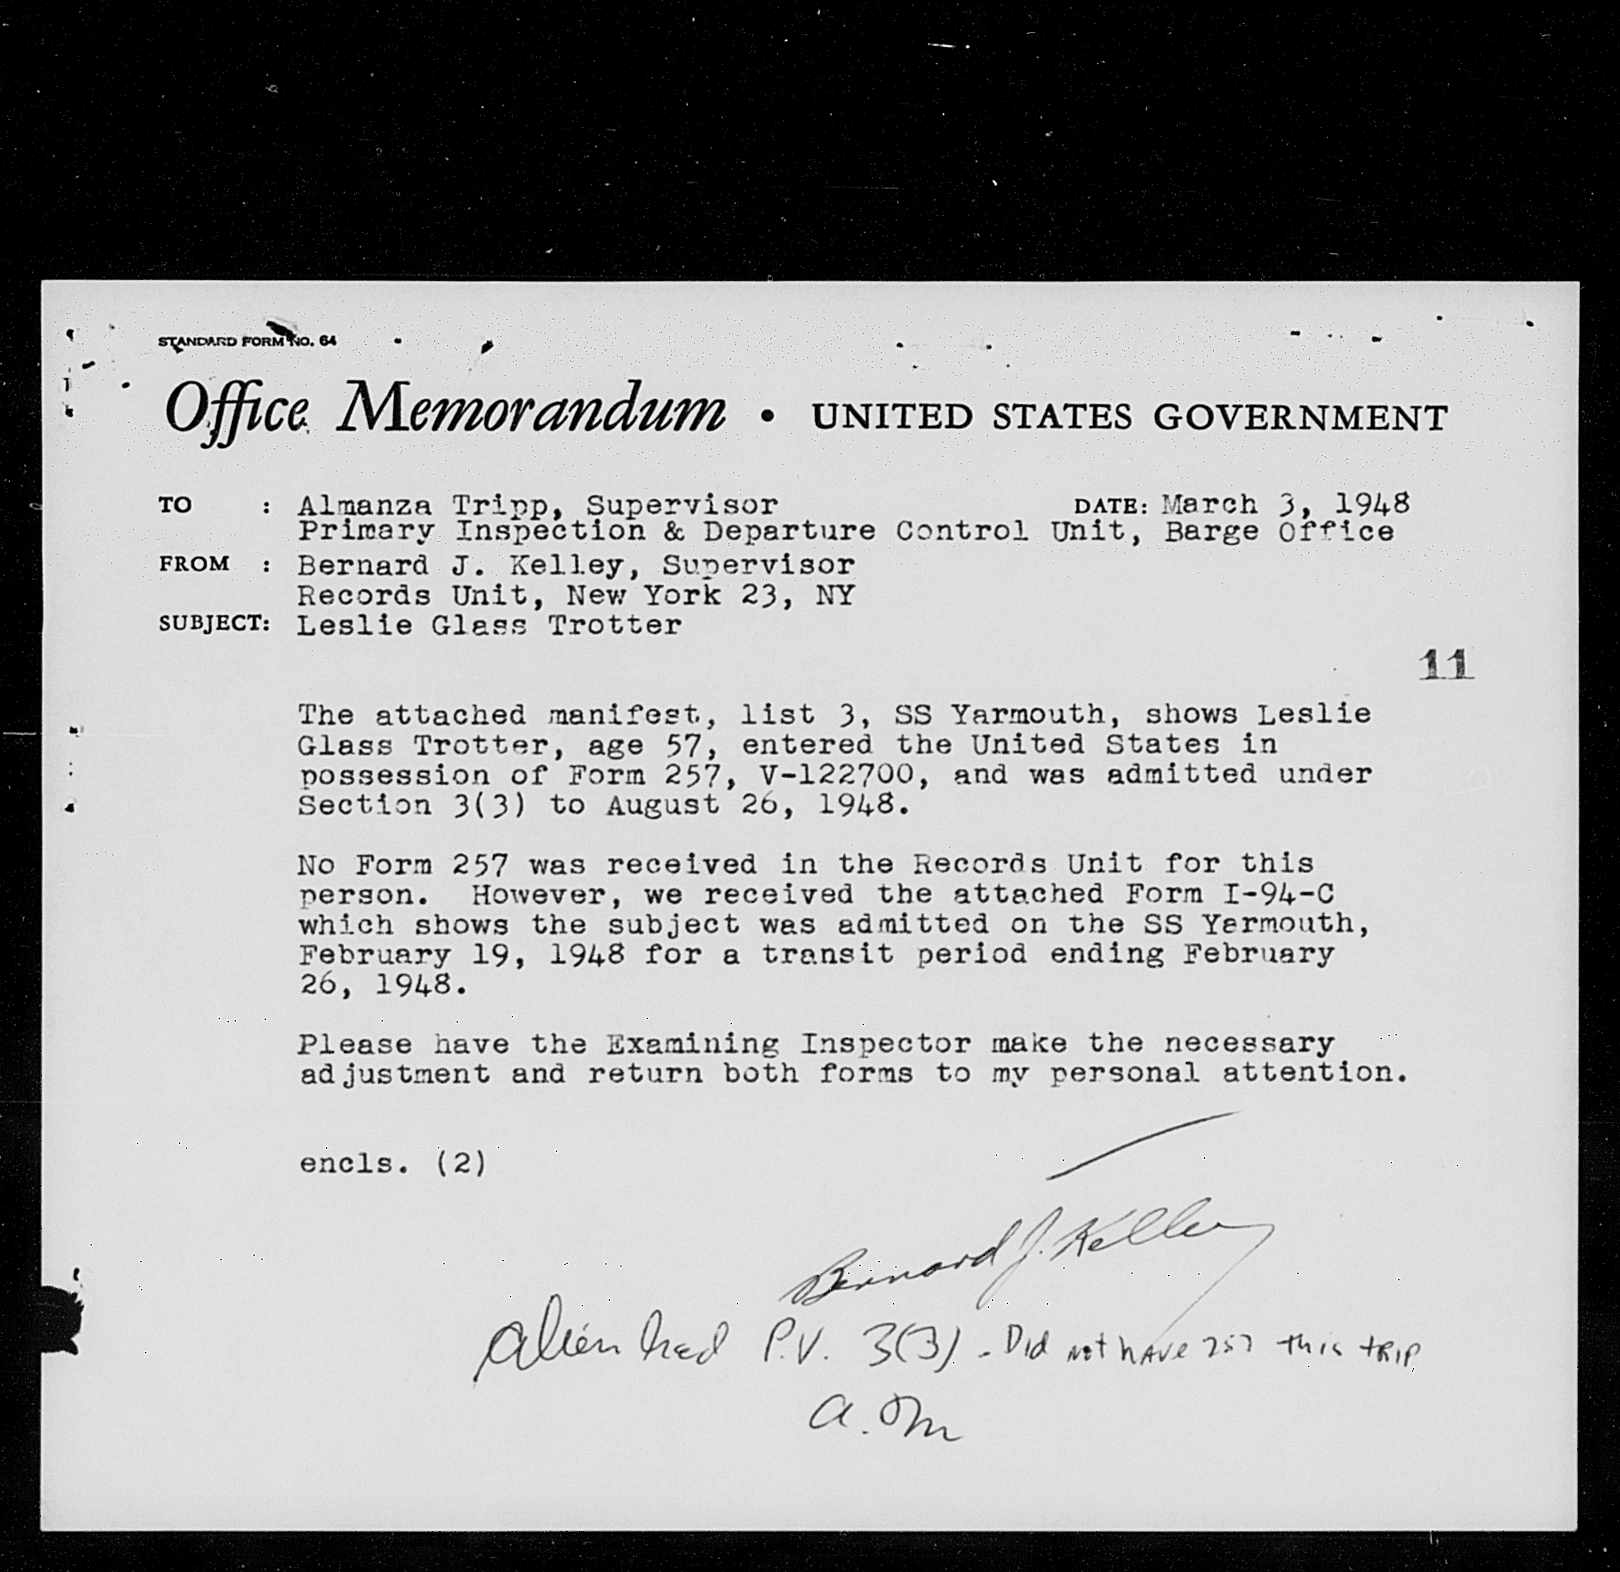 STANDARD FORM NO. 64
Office Memorandum • UNITED STATES GOVERNMENT
TO : Almanza Tripp, Supervisor DATE: March 3, 1948
Primary Inspection & Departure Control Unit, Barge Office
FROM : Bernard J. Kelley, Supervisor
Records Unit, New York 23, NY
SUBJECT: Leslie Glass Trotter
11
The attached manifest, list 3, SS Yarmouth, shows Leslie
Glass Trotter, age 57, entered the United States in
possession of Form 257, V-122700, and was admitted under
Section 3(3) to August 26, 1948.
No Form 257 was received in the Records Unit for this
person. However, we received the attached Form I-94-C
which shows the subject was admitted on the SS Yarmouth,
February 19, 1948 for a transit period ending February
26, 1948.
Please have the Examining Inspector make the necessary
adjustment and return both forms to my personal attention.
encls. (2)
Bernard J. Kelley
Alien had P.V. 3(3) - Did not have 257 this trip